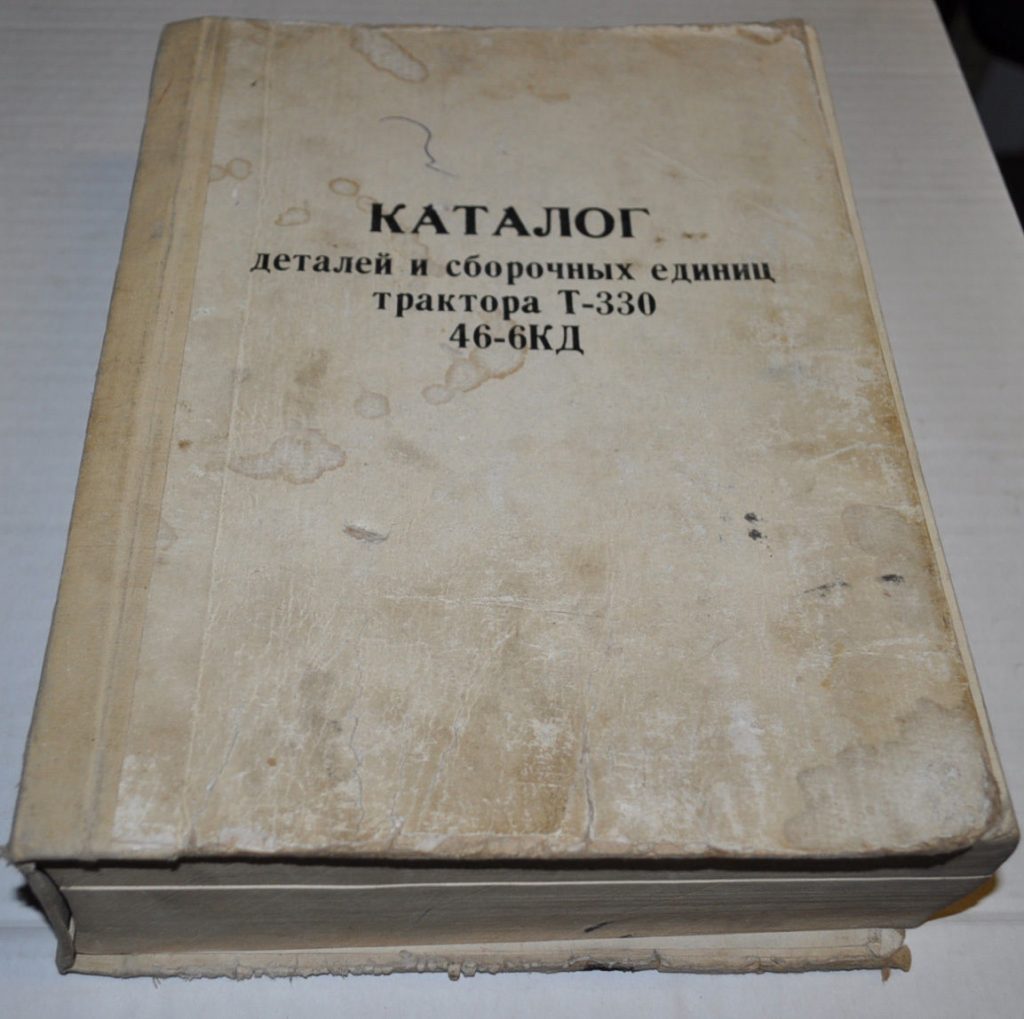 КАТАЛОГ
деталей и сборочных единиц
трактора Т-330
46-6КД